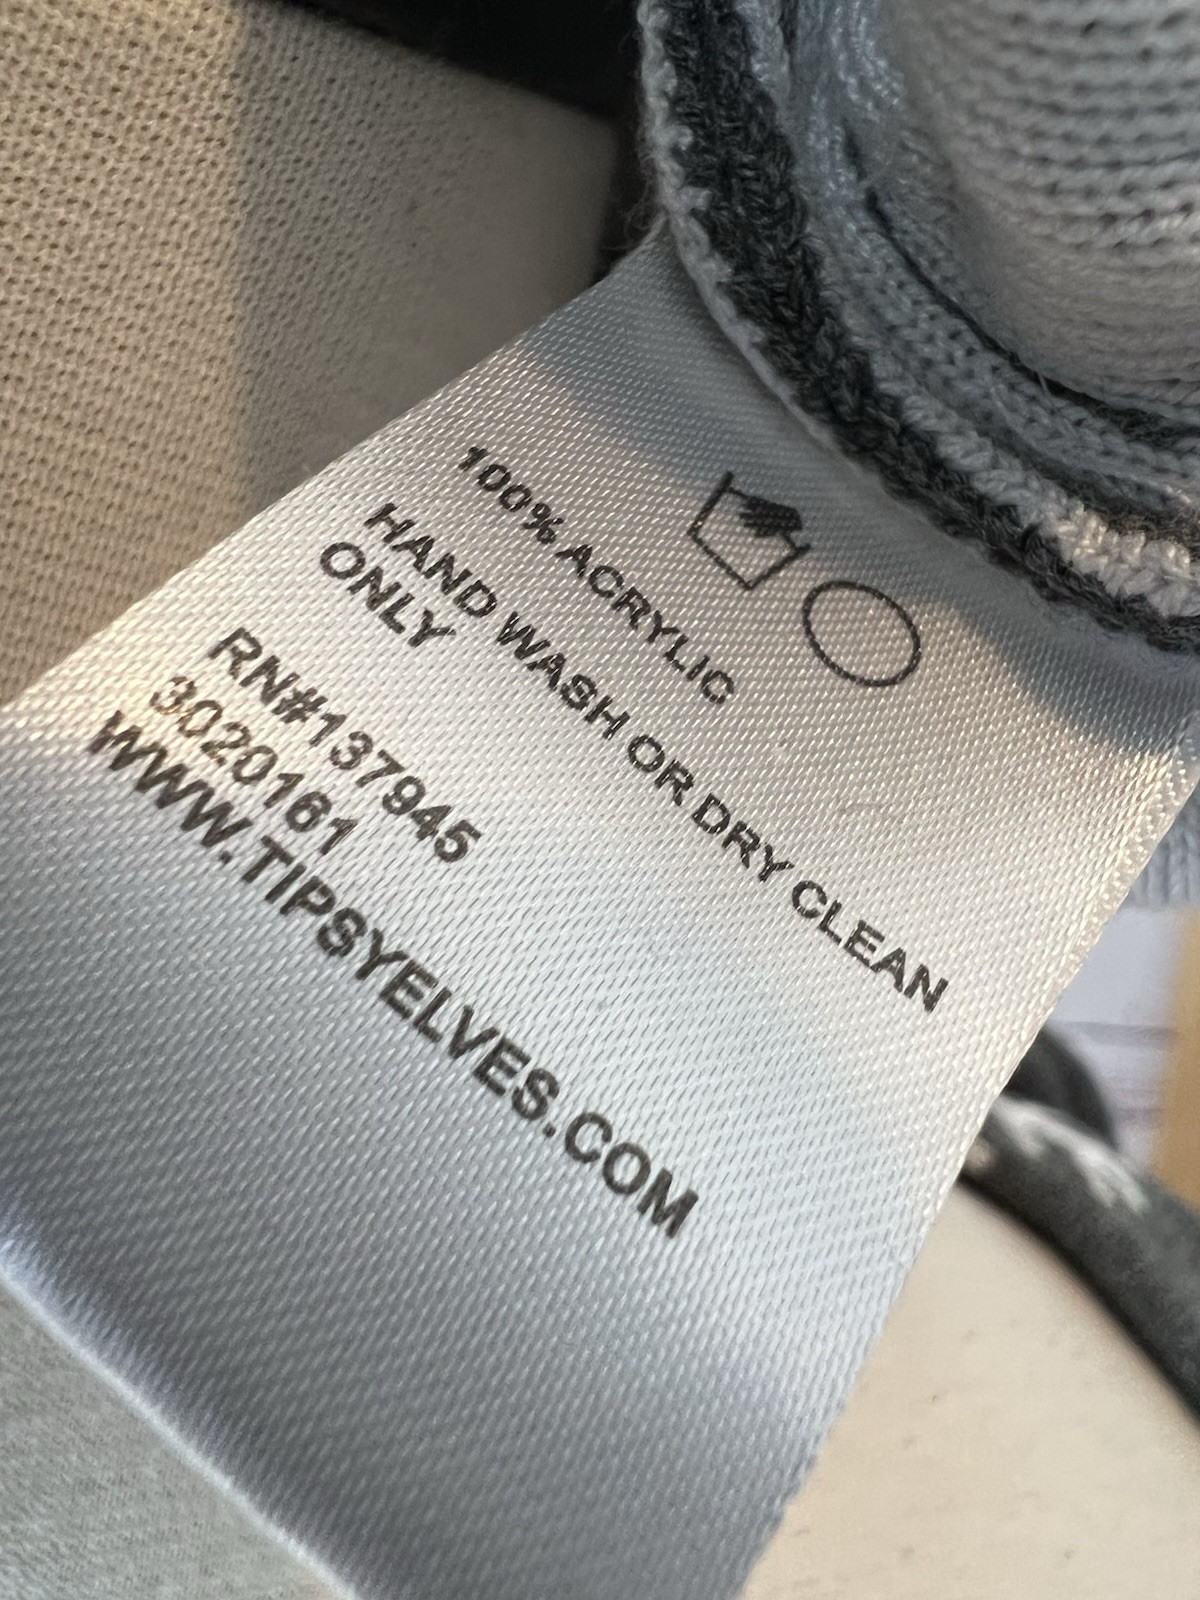 100% ACRYLIC
HAND WASH OR DRY CLEAN
ONLY
RN#137945
3020161
WWW.TIPSYELVES.COM